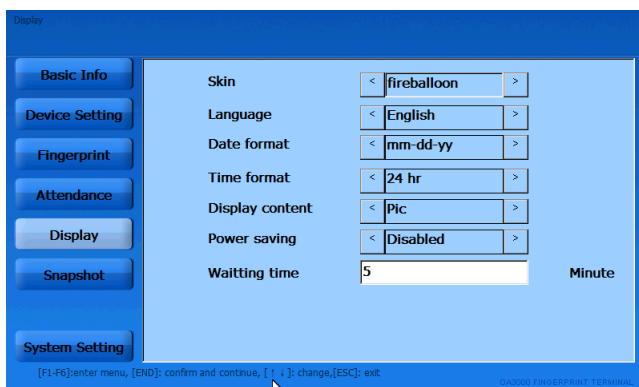 Display
Basic Info
Device Setting
Fingerprint
Attendance
Display
Snapshot
System Setting
Skin < fireballoon >
Language < English >
Date format < mm-dd-yy >
Time format < 24 hr >
Display content < Pic >
Power saving < Disabled >
Waitting time 5 Minute
[F1-F6]:enter menu, [END]: confirm and continue, [ ↑ ↓ ]: change,[ESC]: exit
OA3000 FINGERPRINT TERMINAL